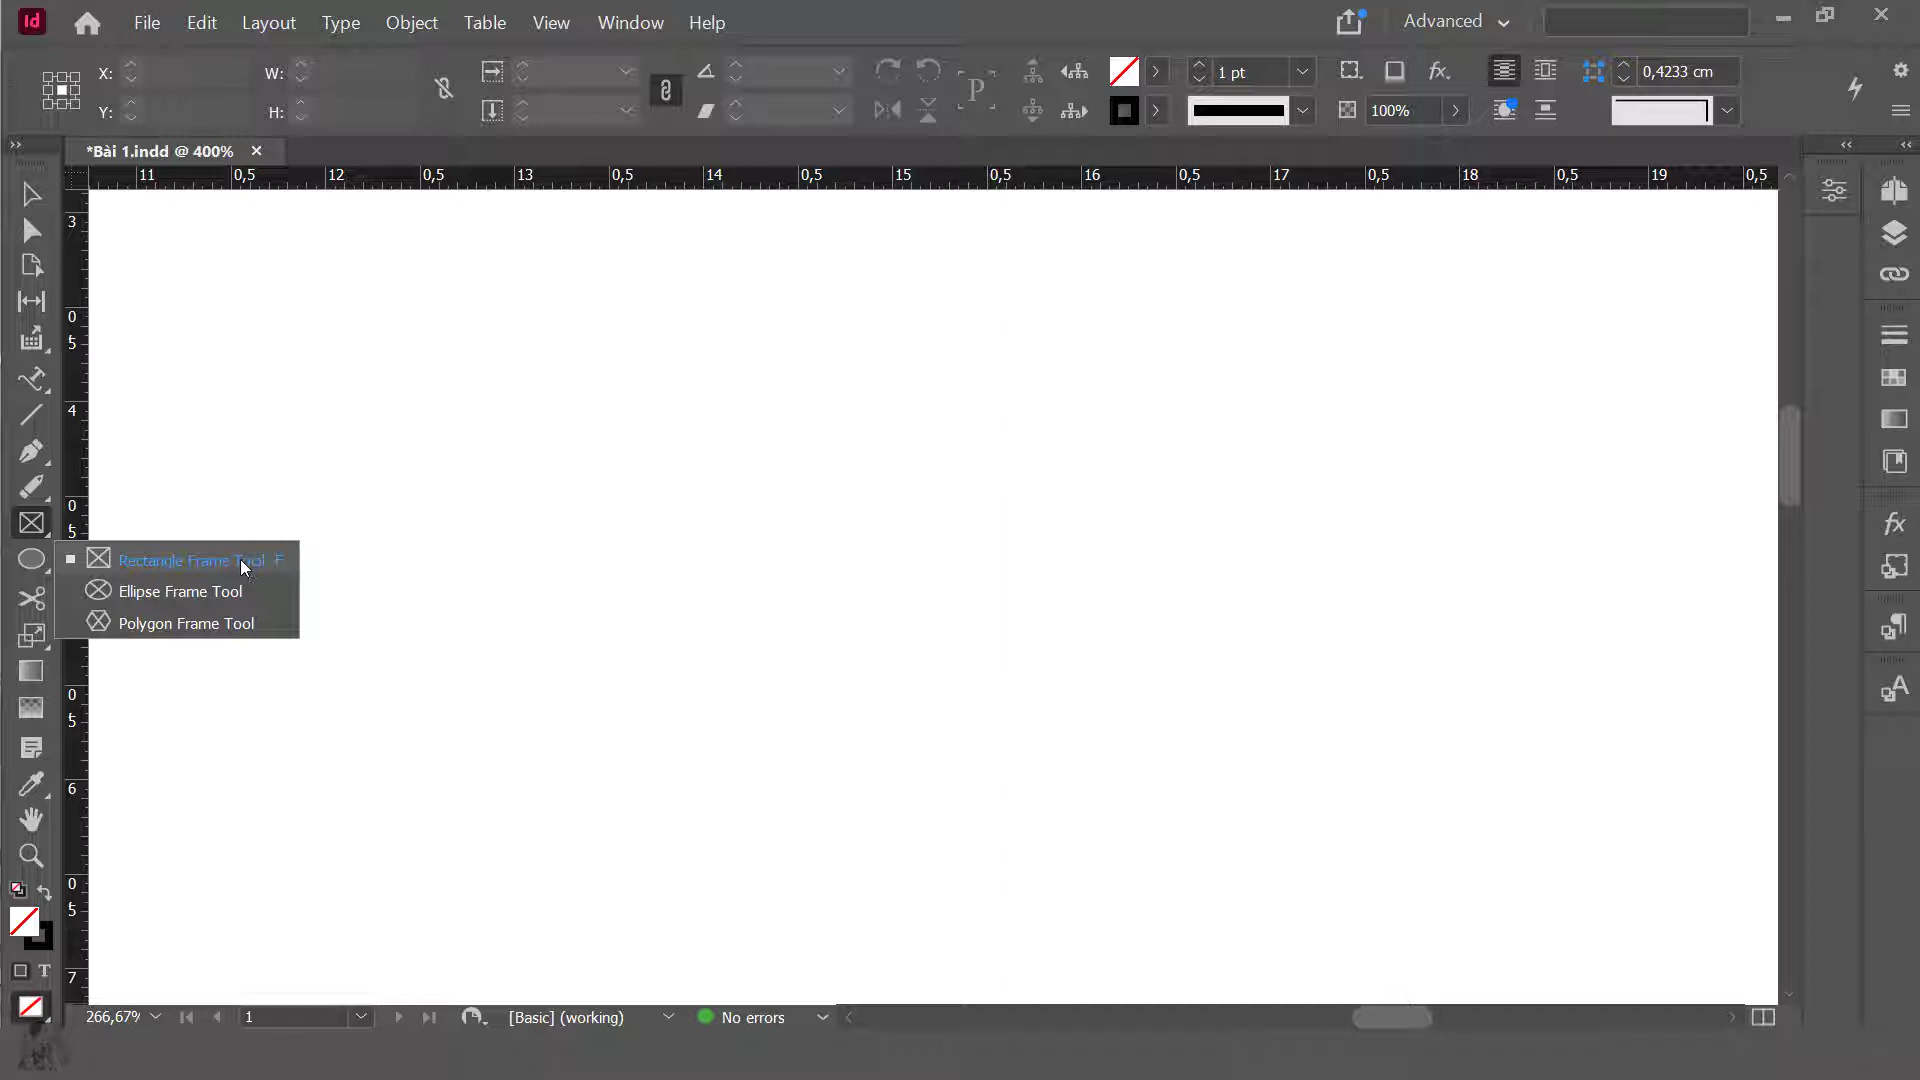 Id File Edit Layout Type Object Table View Window Help Advanced
X: W: 1 pt fx. 0,4233 cm
Y: H: P 100%
*Bài 1.indd @ 400%
11 0,5 12 0,5 13 0,5 14 0,5 15 0,5 16 0,5 17 0,5 18 0,5 19 0,5
3
0
5
4
0
5
Rectangle Frame Tool F
Ellipse Frame Tool
Polygon Frame Tool
0
5
6
0
5
7
fx
A
T
266,67% 1 [Basic] (working) No errors